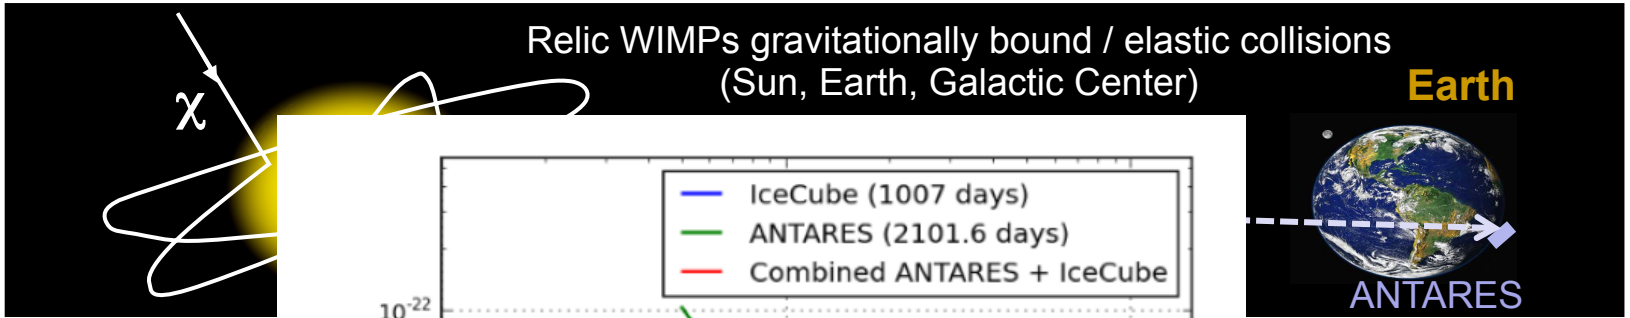 Relic WIMPs gravitationally bound / elastic collisions
(Sun, Earth, Galactic Center)
Earth
χ
IceCube (1007 days)
ANTARES (2101.6 days)
Combined ANTARES + IceCube
10⁻²²
ANTARES